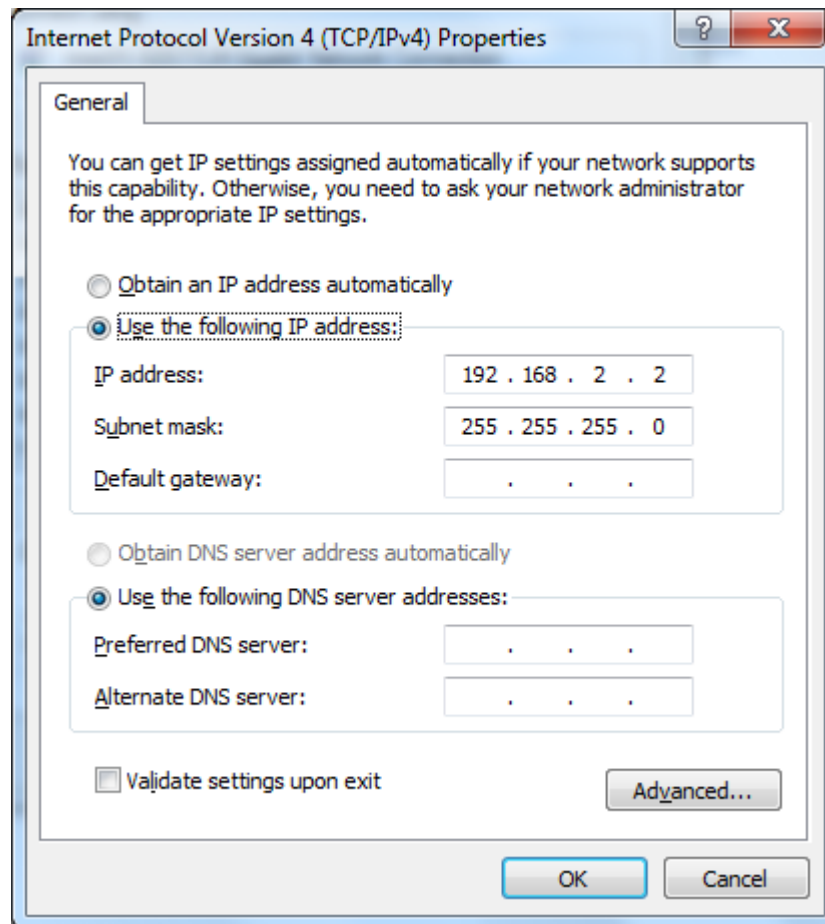 Internet Protocol Version 4 (TCP/IPv4) Properties
General
You can get IP settings assigned automatically if your network supports
this capability. Otherwise, you need to ask your network administrator
for the appropriate IP settings.
Obtain an IP address automatically
Use the following IP address:
IP address: 192 . 168 . 2 . 2
Subnet mask: 255 . 255 . 255 . 0
Default gateway: . . .
Obtain DNS server address automatically
Use the following DNS server addresses:
Preferred DNS server: . . .
Alternate DNS server: . . .
Validate settings upon exit
Advanced...
OK Cancel